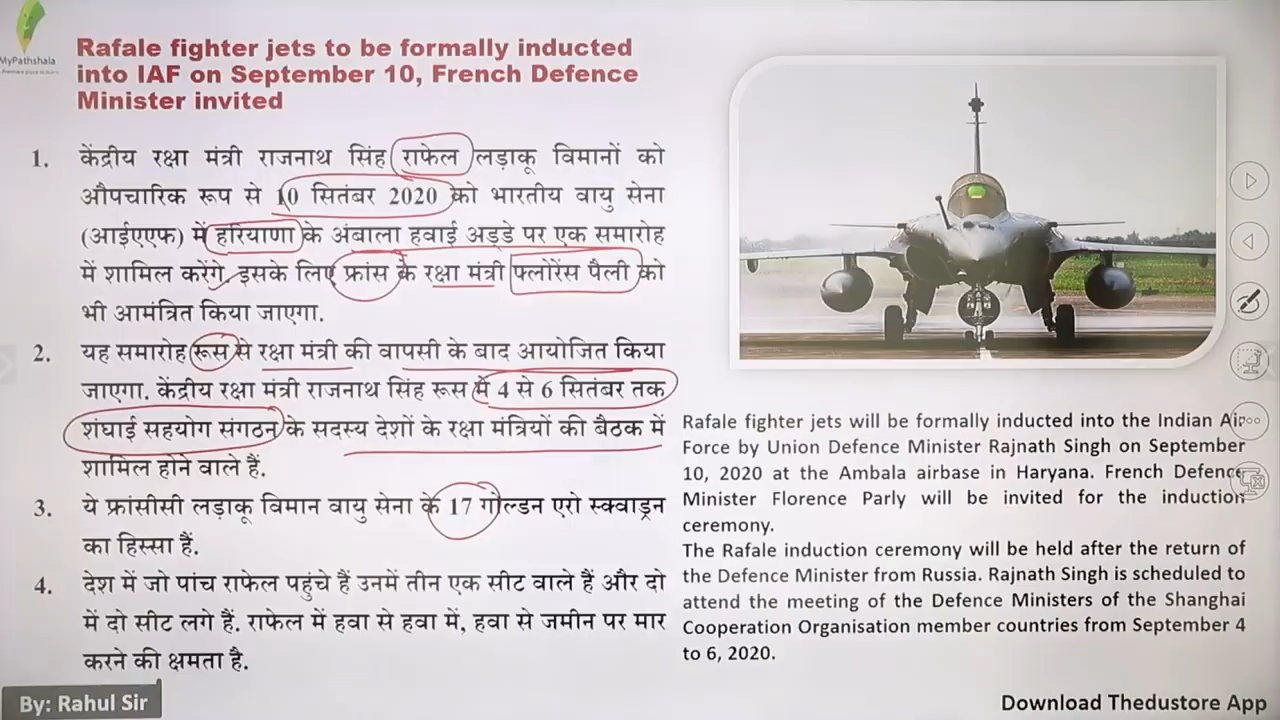 MyPathshala
Rafale fighter jets to be formally inducted
into IAF on September 10, French Defence
Minister invited
1. केंद्रीय रक्षा मंत्री राजनाथ सिंह राफेल लड़ाकू विमानों को
औपचारिक रूप से 10 सितंबर 2020 को भारतीय वायु सेना
(आईएएफ) में हरियाणा के अंबाला हवाई अड्डे पर एक समारोह
में शामिल करेंगे, इसके लिए फ्रांस के रक्षा मंत्री फ्लोरेंस पैली को
भी आमंत्रित किया जाएगा.
2. यह समारोह रूस से रक्षा मंत्री की वापसी के बाद आयोजित किया
जाएगा. केंद्रीय रक्षा मंत्री राजनाथ सिंह रूस में 4 से 6 सितंबर तक
शंघाई सहयोग संगठन के सदस्य देशों के रक्षा मंत्रियों की बैठक में
शामिल होने वाले हैं.
3. ये फ्रांसीसी लड़ाकू विमान वायु सेना के 17 गोल्डन एरो स्क्वाड्रन
का हिस्सा हैं.
4. देश में जो पांच राफेल पहुंचे हैं उनमें तीन एक सीट वाले हैं और दो
में दो सीट लगे हैं. राफेल में हवा से हवा में, हवा से जमीन पर मार
करने की क्षमता है.
Rafale fighter jets will be formally inducted into the Indian Air
Force by Union Defence Minister Rajnath Singh on September
10, 2020 at the Ambala airbase in Haryana. French Defence
Minister Florence Parly will be invited for the induction
ceremony.
The Rafale induction ceremony will be held after the return of
the Defence Minister from Russia. Rajnath Singh is scheduled to
attend the meeting of the Defence Ministers of the Shanghai
Cooperation Organisation member countries from September 4
to 6, 2020.
By: Rahul Sir
Download Thedustore App